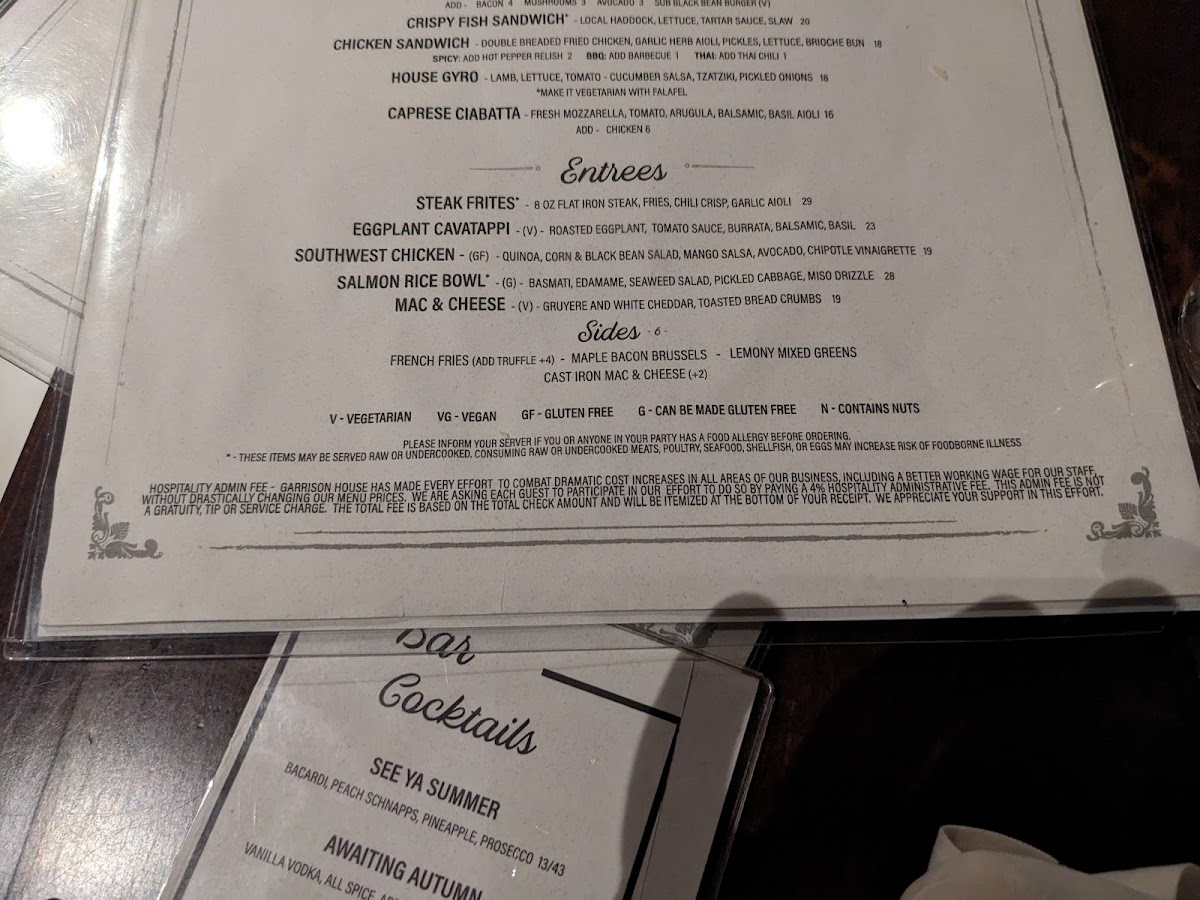 ADD - BACON 4 MUSHROOMS 3 AVOCADO 3 SUB BLACK BEAN BURGER (V)
CRISPY FISH SANDWICH* - LOCAL HADDOCK, LETTUCE, TARTAR SAUCE, SLAW 20
CHICKEN SANDWICH - DOUBLE BREADED FRIED CHICKEN, GARLIC HERB AIOLI, PICKLES, LETTUCE, BRIOCHE BUN 18
SPICY: ADD HOT PEPPER RELISH 2 BBQ: ADD BARBECUE 1 THAI: ADD THAI CHILI 1
HOUSE GYRO - LAMB, LETTUCE, TOMATO - CUCUMBER SALSA, TZATZIKI, PICKLED ONIONS 18
*MAKE IT VEGETARIAN WITH FALAFEL
CAPRESE CIABATTA - FRESH MOZZARELLA, TOMATO, ARUGULA, BALSAMIC, BASIL AIOLI 16
ADD - CHICKEN 6
Entrees
STEAK FRITES* - 8 OZ FLAT IRON STEAK, FRIES, CHILI CRISP, GARLIC AIOLI 29
EGGPLANT CAVATAPPI - (V) - ROASTED EGGPLANT, TOMATO SAUCE, BURRATA, BALSAMIC, BASIL 23
SOUTHWEST CHICKEN - (GF) - QUINOA, CORN & BLACK BEAN SALAD, MANGO SALSA, AVOCADO, CHIPOTLE VINAIGRETTE 19
SALMON RICE BOWL* - (G) - BASMATI, EDAMAME, SEAWEED SALAD, PICKLED CABBAGE, MISO DRIZZLE 28
MAC & CHEESE - (V) - GRUYERE AND WHITE CHEDDAR, TOASTED BREAD CRUMBS 19
Sides - 6 -
FRENCH FRIES (ADD TRUFFLE +4) - MAPLE BACON BRUSSELS - LEMONY MIXED GREENS
CAST IRON MAC & CHEESE (+2)
V - VEGETARIAN VG - VEGAN GF - GLUTEN FREE G - CAN BE MADE GLUTEN FREE N - CONTAINS NUTS
PLEASE INFORM YOUR SERVER IF YOU OR ANYONE IN YOUR PARTY HAS A FOOD ALLERGY BEFORE ORDERING.
* - THESE ITEMS MAY BE SERVED RAW OR UNDERCOOKED. CONSUMING RAW OR UNDERCOOKED MEATS, POULTRY, SEAFOOD, SHELLFISH, OR EGGS MAY INCREASE RISK OF FOODBORNE ILLNESS
HOSPITALITY ADMIN FEE - GARRISON HOUSE HAS MADE EVERY EFFORT TO COMBAT DRAMATIC COST INCREASES IN ALL AREAS OF OUR BUSINESS, INCLUDING A BETTER WORKING WAGE FOR OUR STAFF,
WITHOUT DRASTICALLY CHANGING OUR MENU PRICES. WE ARE ASKING EACH GUEST TO PARTICIPATE IN OUR EFFORT TO DO SO BY PAYING A 4% HOSPITALITY ADMINISTRATIVE FEE. THIS ADMIN FEE IS NOT
A GRATUITY, TIP OR SERVICE CHARGE. THE TOTAL FEE IS BASED ON THE TOTAL CHECK AMOUNT AND WILL BE ITEMIZED AT THE BOTTOM OF YOUR RECEIPT. WE APPRECIATE YOUR SUPPORT IN THIS EFFORT.
Bar
Cocktails
SEE YA SUMMER
BACARDI, PEACH SCHNAPPS, PINEAPPLE, PROSECCO 13/43
AWAITING AUTUMN
VANILLA VODKA, ALL SPICE,